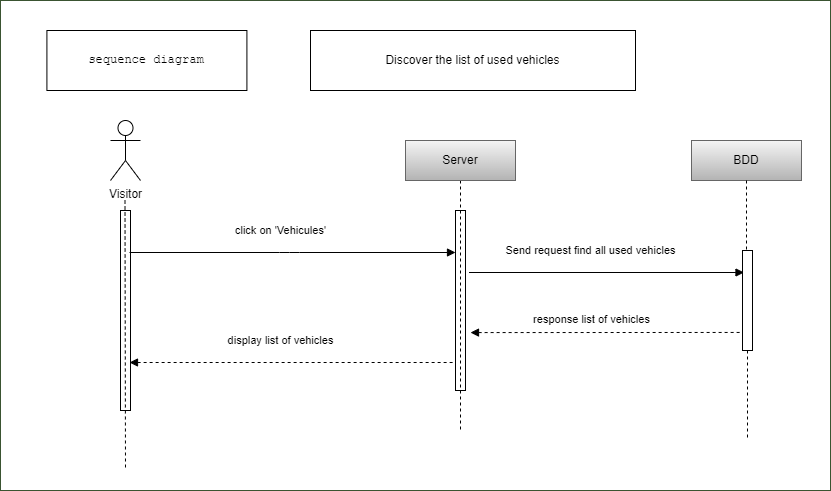 sequence diagram
Discover the list of used vehicles
Visitor
Server
BDD
click on 'Vehicules'
Send request find all used vehicles
response list of vehicles
display list of vehicles